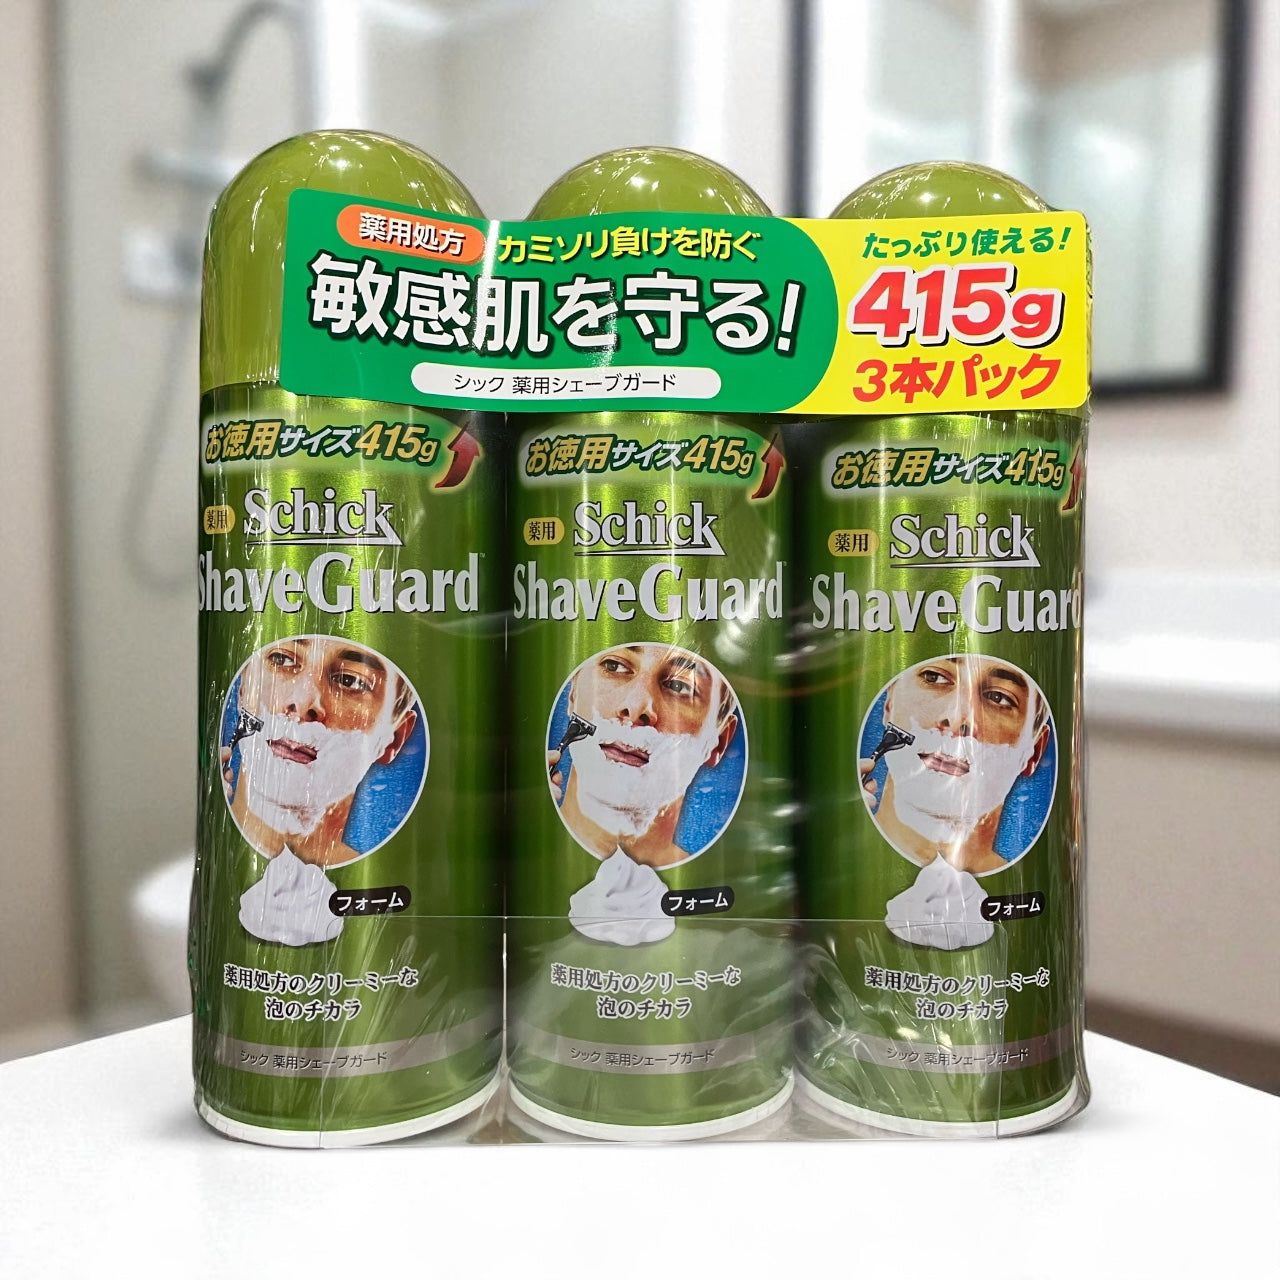 薬用処方 カミソリ負けを防ぐ
敏感肌を守る!
シック 薬用シェーブガード
たっぷり使える!
415g
3本パック
お徳用サイズ415g
薬用 Schick
ShaveGuard™
フォーム
薬用処方のクリーミーな
泡のチカラ
シック 薬用シェーブガード
お徳用サイズ415g
薬用 Schick
ShaveGuard
フォーム
薬用処方のクリーミーな
泡のチカラ
シック 薬用シェーブガード
お徳用サイズ415g
薬用 Schick
ShaveGuard
フォーム
薬用処方のクリーミーな
泡のチカラ
シック 薬用シェーブガード